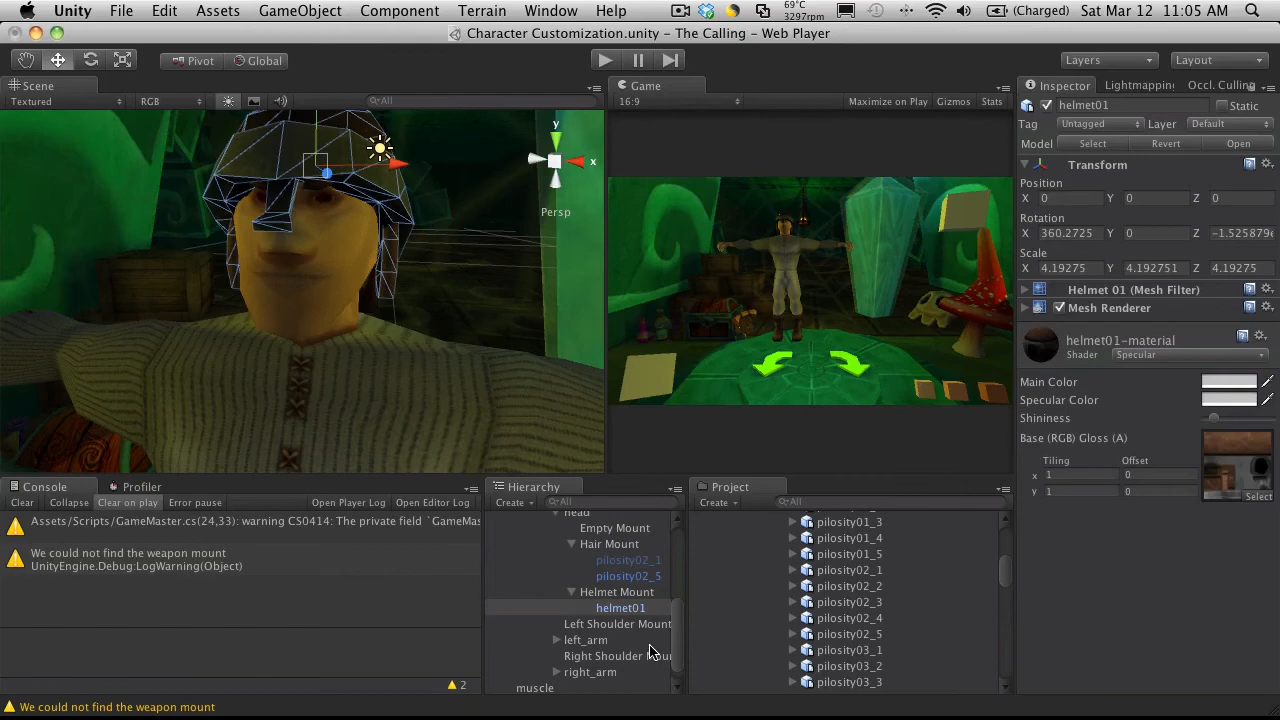 Unity File Edit Assets GameObject Component Terrain Window Help 69°C 3297rpm (Charged) Sat Mar 12 11:05 AM
Character Customization.unity – The Calling – Web Player
Pivot Global Layers Layout
Scene
Textured RGB All
y
x
Persp
Game
16:9 Maximize on Play Gizmos Stats
Inspector Lightmapping Occl. Culling
helmet01 Static
Tag Untagged Layer Default
Model Select Revert Open
Transform
Position
X 0 Y 0 Z 0
Rotation
X 360.2725 Y 0 Z -1.525879e
Scale
X 4.19275 Y 4.192751 Z 4.19275
Helmet 01 (Mesh Filter)
Mesh Renderer
helmet01-material
Shader Specular
Main Color
Specular Color
Shininess
Base (RGB) Gloss (A)
Tiling Offset
x 1 0
y 1 0
Select
Console Profiler
Clear Collapse Clear on play Error pause Open Player Log Open Editor Log
Assets/Scripts/GameMaster.cs(24,33): warning CS0414: The private field `GameMas
We could not find the weapon mount
UnityEngine.Debug:LogWarning(Object)
2
We could not find the weapon mount
Hierarchy
Create All
head
Empty Mount
Hair Mount
pilosity02_1
pilosity02_5
Helmet Mount
helmet01
Left Shoulder Mount
left_arm
Right Shoulder Moun
right_arm
muscle
Project
Create All
pilosity01_3
pilosity01_4
pilosity01_5
pilosity02_1
pilosity02_2
pilosity02_3
pilosity02_4
pilosity02_5
pilosity03_1
pilosity03_2
pilosity03_3